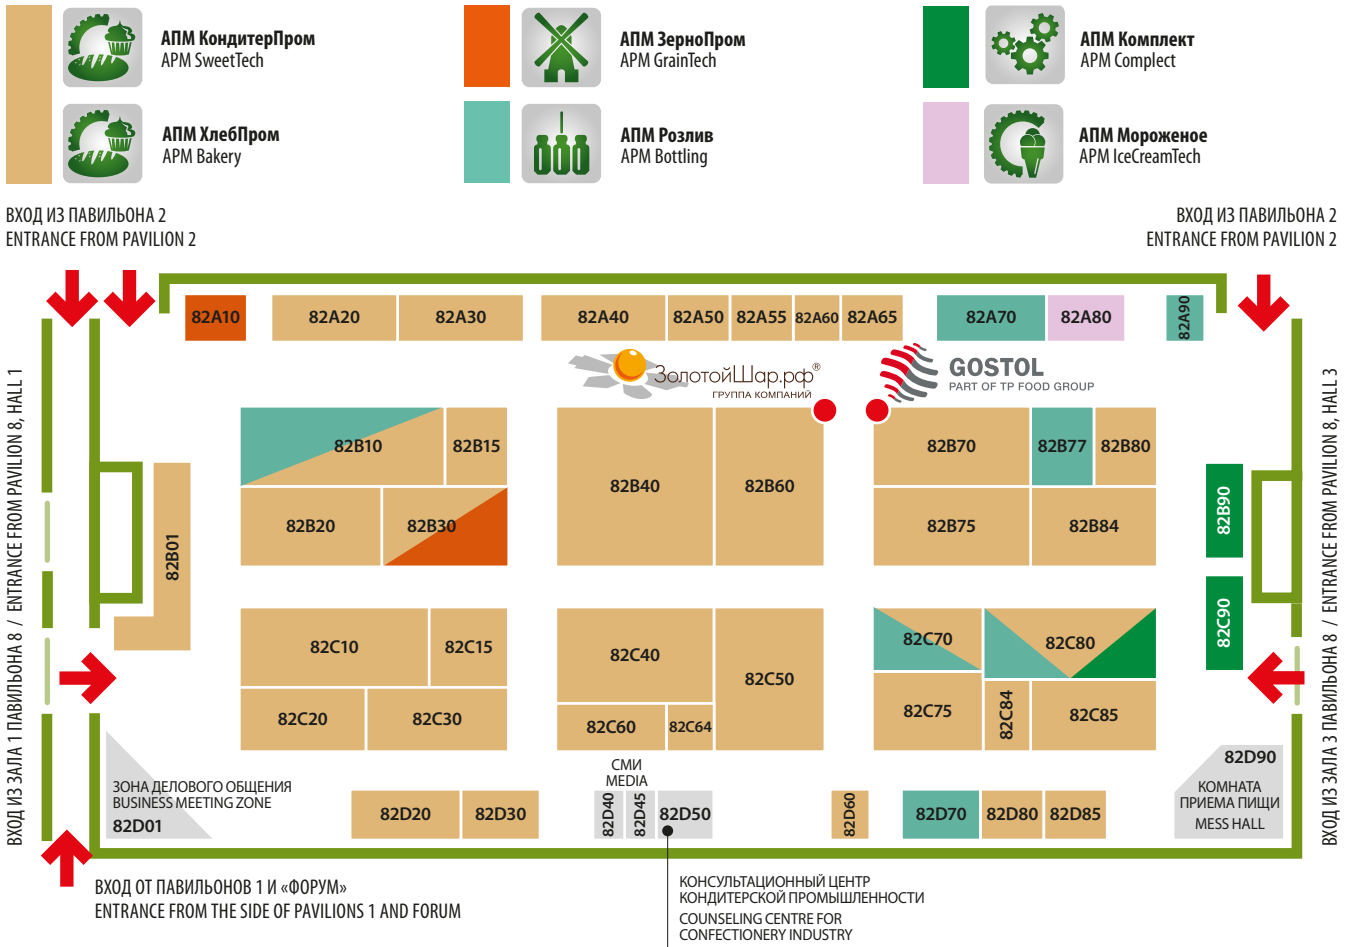 АПМ КондитерПром
APM SweetTech
АПМ ХлебПром
APM Bakery
АПМ ЗерноПром
APM GrainTech
АПМ Розлив
APM Bottling
АПМ Комплект
APM Complect
АПМ Мороженое
APM IceCreamTech
ВХОД ИЗ ПАВИЛЬОНА 2
ENTRANCE FROM PAVILION 2
ВХОД ИЗ ПАВИЛЬОНА 2
ENTRANCE FROM PAVILION 2
82A10
82A20
82A30
82A40
82A50
82A55
82A60
82A65
82A70
82A80
82A90
ЗолотойШар.рф®
ГРУППА КОМПАНИЙ
GOSTOL
PART OF TP FOOD GROUP
ВХОД ИЗ ЗАЛА 1 ПАВИЛЬОНА 8 / ENTRANCE FROM PAVILION 8, HALL 1
82B01
82B10
82B15
82B20
82B30
82B40
82B60
82B70
82B77
82B80
82B75
82B84
82B90
82C90
ВХОД ИЗ ЗАЛА 3 ПАВИЛЬОНА 8 / ENTRANCE FROM PAVILION 8, HALL 3
82C10
82C15
82C20
82C30
82C40
82C50
82C60
82C64
82C70
82C80
82C75
82C84
82C85
ЗОНА ДЕЛОВОГО ОБЩЕНИЯ
BUSINESS MEETING ZONE
82D01
82D20
82D30
СМИ
MEDIA
82D40
82D45
82D50
82D60
82D70
82D80
82D85
82D90
КОМНАТА
ПРИЕМА ПИЩИ
MESS HALL
ВХОД ОТ ПАВИЛЬОНОВ 1 И «ФОРУМ»
ENTRANCE FROM THE SIDE OF PAVILIONS 1 AND FORUM
КОНСУЛЬТАЦИОННЫЙ ЦЕНТР
КОНДИТЕРСКОЙ ПРОМЫШЛЕННОСТИ
COUNSELING CENTRE FOR
CONFECTIONERY INDUSTRY